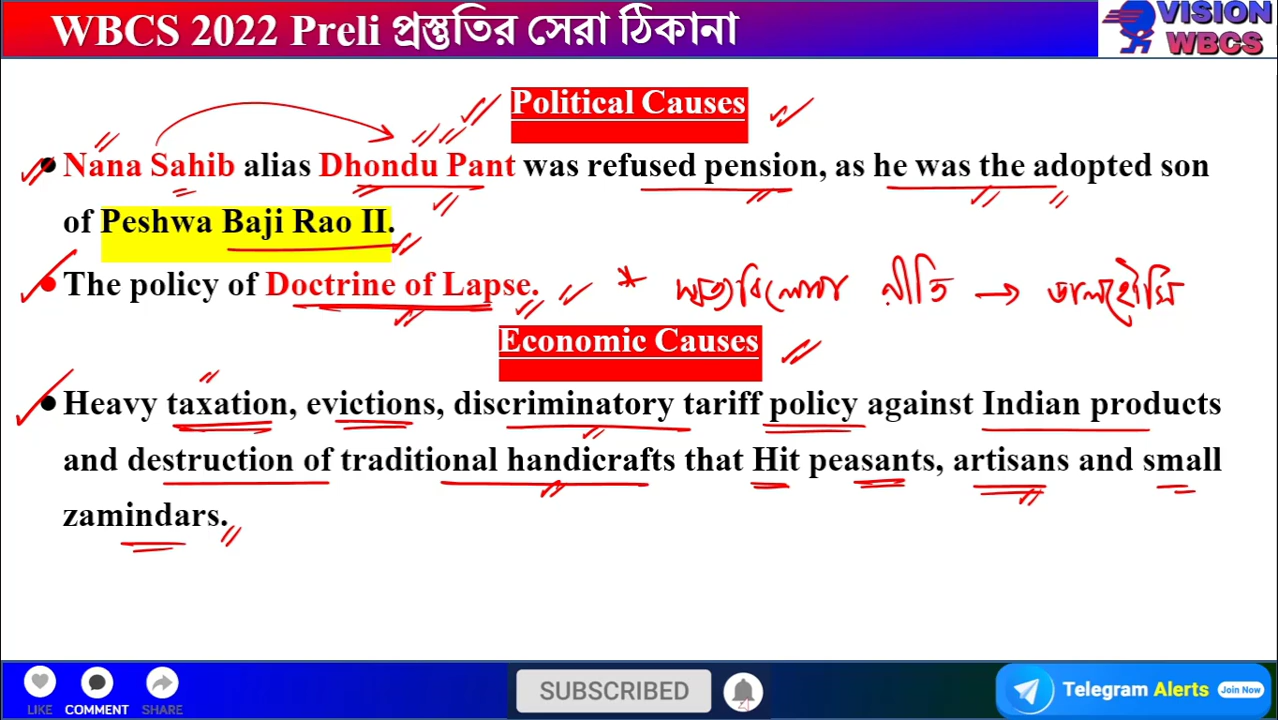 WBCS 2022 Preli প্রস্তুতির সেরা ঠিকানা
VISION
WBCS
Political Causes
Nana Sahib alias Dhondu Pant was refused pension, as he was the adopted son
of Peshwa Baji Rao II.
The policy of Doctrine of Lapse. * স্বত্ববিলোপ নীতি → ডালহৌসি
Economic Causes
Heavy taxation, evictions, discriminatory tariff policy against Indian products
and destruction of traditional handicrafts that Hit peasants, artisans and small
zamindars.
LIKE COMMENT SHARE SUBSCRIBED Telegram Alerts Join Now